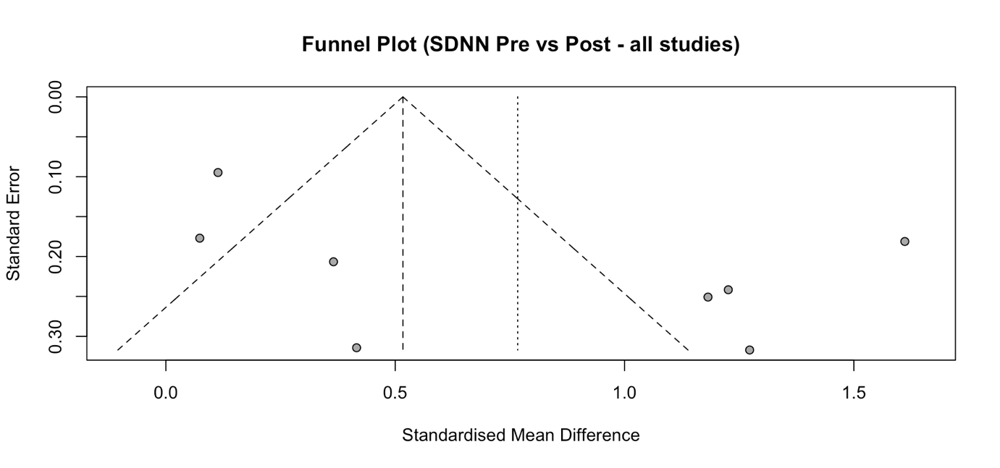 Funnel Plot (SDNN Pre vs Post - all studies)
Standard Error
0.00
0.10
0.20
0.30
0.0 0.5 1.0 1.5
Standardised Mean Difference